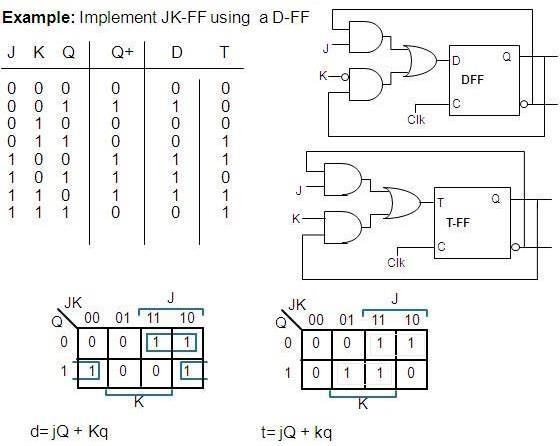 Example: Implement JK-FF using a D-FF
J K Q Q+ D T
0 0 0 0 0 0
0 0 1 1 1 0
0 1 0 0 0 0
0 1 1 0 0 1
1 0 0 1 1 1
1 0 1 1 1 0
1 1 0 1 1 1
1 1 1 0 0 1
J
K
D Q
DFF
C
Clk
J
K
T Q
T-FF
C
Clk
JK J
Q 00 01 11 10
0 0 0 1 1
1 1 0 0 1
K
d= jQ + Kq
JK J
Q 00 01 11 10
0 0 0 1 1
1 0 1 1 0
K
t= jQ + kq